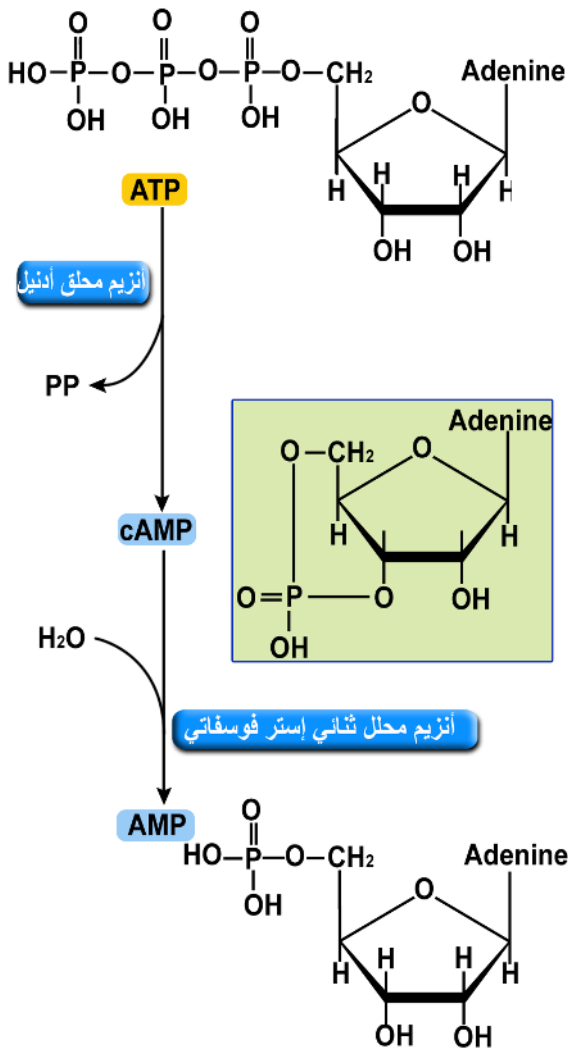 O O O
HO–P–O–P–O–P–O–CH₂ Adenine
OH OH OH O
H H H H
OH OH
ATP
أنزيم محلق أدنيل
PP
Adenine
O–CH₂ O
cAMP
H H
O=P O OH
OH
H₂O
أنزيم محلل ثنائي إستر فوسفاتي
AMP
O
HO–P–O–CH₂ Adenine
OH O
H H H H
OH OH